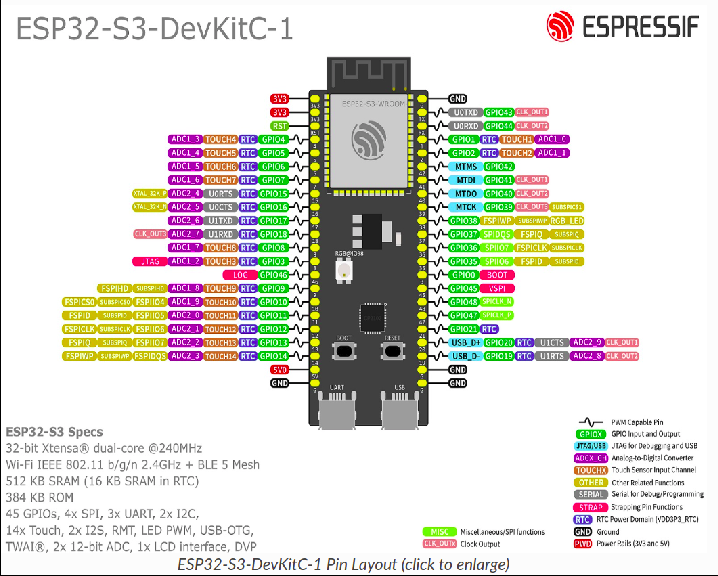 ESP32-S3-DevKitC-1
ESPRESSIF
3V3 GND
3V3 U0TXD GPIO43 CLK_OUT1
RST U0RXD GPIO44 CLK_OUT2
ADC1_3 TOUCH4 RTC GPIO4 GPIO1 RTC TOUCH1 ADC1_0
ADC1_4 TOUCH5 RTC GPIO5 GPIO2 RTC TOUCH2 ADC1_1
ADC1_5 TOUCH6 RTC GPIO6 MTMS GPIO42
ADC1_6 TOUCH7 RTC GPIO7 MTDI GPIO41 CLK_OUT1
XTAL_32K_P ADC2_4 U0RTS RTC GPIO15 MTDO GPIO40 CLK_OUT2
XTAL_32K_N ADC2_5 U0CTS RTC GPIO16 MTCK GPIO39 CLK_OUT3 SUBSPICS1
ADC2_6 U1TXD RTC GPIO17 GPIO38 FSPIWP SUBSPIWP RGB_LED
CLK_OUT3 ADC2_7 U1RXD RTC GPIO18 GPIO37 SPIDQS FSPIQ SUBSPIQ
ADC1_7 TOUCH8 RTC GPIO8 GPIO36 SPIIO7 FSPICLK SUBSPICLK
JTAG ADC1_2 TOUCH3 RTC GPIO3 GPIO35 SPIIO6 FSPID SUBSPID
LOG GPIO46 GPIO0 BOOT
FSPIHD SUBSPIHD ADC1_8 TOUCH9 RTC GPIO9 GPIO45 VSPI
FSPICS0 SUBSPICS0 FSPIIO4 ADC1_9 TOUCH10 RTC GPIO10 GPIO48 SPICLK_N
FSPID SUBSPID FSPIIO5 ADC2_0 TOUCH11 RTC GPIO11 GPIO47 SPICLK_P
FSPICLK SUBSPICLK FSPIIO6 ADC2_1 TOUCH12 RTC GPIO12 GPIO21 RTC
FSPIQ SUBSPIQ FSPIIO7 ADC2_2 TOUCH13 RTC GPIO13 USB_D+ GPIO20 RTC U1CTS ADC2_9 CLK_OUT1
FSPIWP SUBSPIWP FSPIDQS ADC2_3 TOUCH14 RTC GPIO14 USB_D- GPIO19 RTC U1RTS ADC2_8 CLK_OUT2
5V0 GND
GND GND
ESP32-S3-WROOM
BOOT RESET
UART USB
ESP32-S3 Specs
32-bit Xtensa® dual-core @240MHz
Wi-Fi IEEE 802.11 b/g/n 2.4GHz + BLE 5 Mesh
512 KB SRAM (16 KB SRAM in RTC)
384 KB ROM
45 GPIOs, 4x SPI, 3x UART, 2x I2C,
14x Touch, 2x I2S, RMT, LED PWM, USB-OTG,
TWAI®, 2x 12-bit ADC, 1x LCD interface, DVP
MISC Miscellaneous/SPI functions
CLK_OUTX Clock Output
PWM Capable Pin
GPIOX GPIO Input and Output
JTAG/USB JTAG for Debugging and USB
ADCX_CH Analog-to-Digital Converter
TOUCHX Touch Sensor Input Channel
OTHER Other Related Functions
SERIAL Serial for Debug/Programming
STRAP Strapping Pin Functions
RTC RTC Power Domain (VDD3P3_RTC)
GND Ground
PWD Power Rails (3V3 and 5V)
ESP32-S3-DevKitC-1 Pin Layout (click to enlarge)